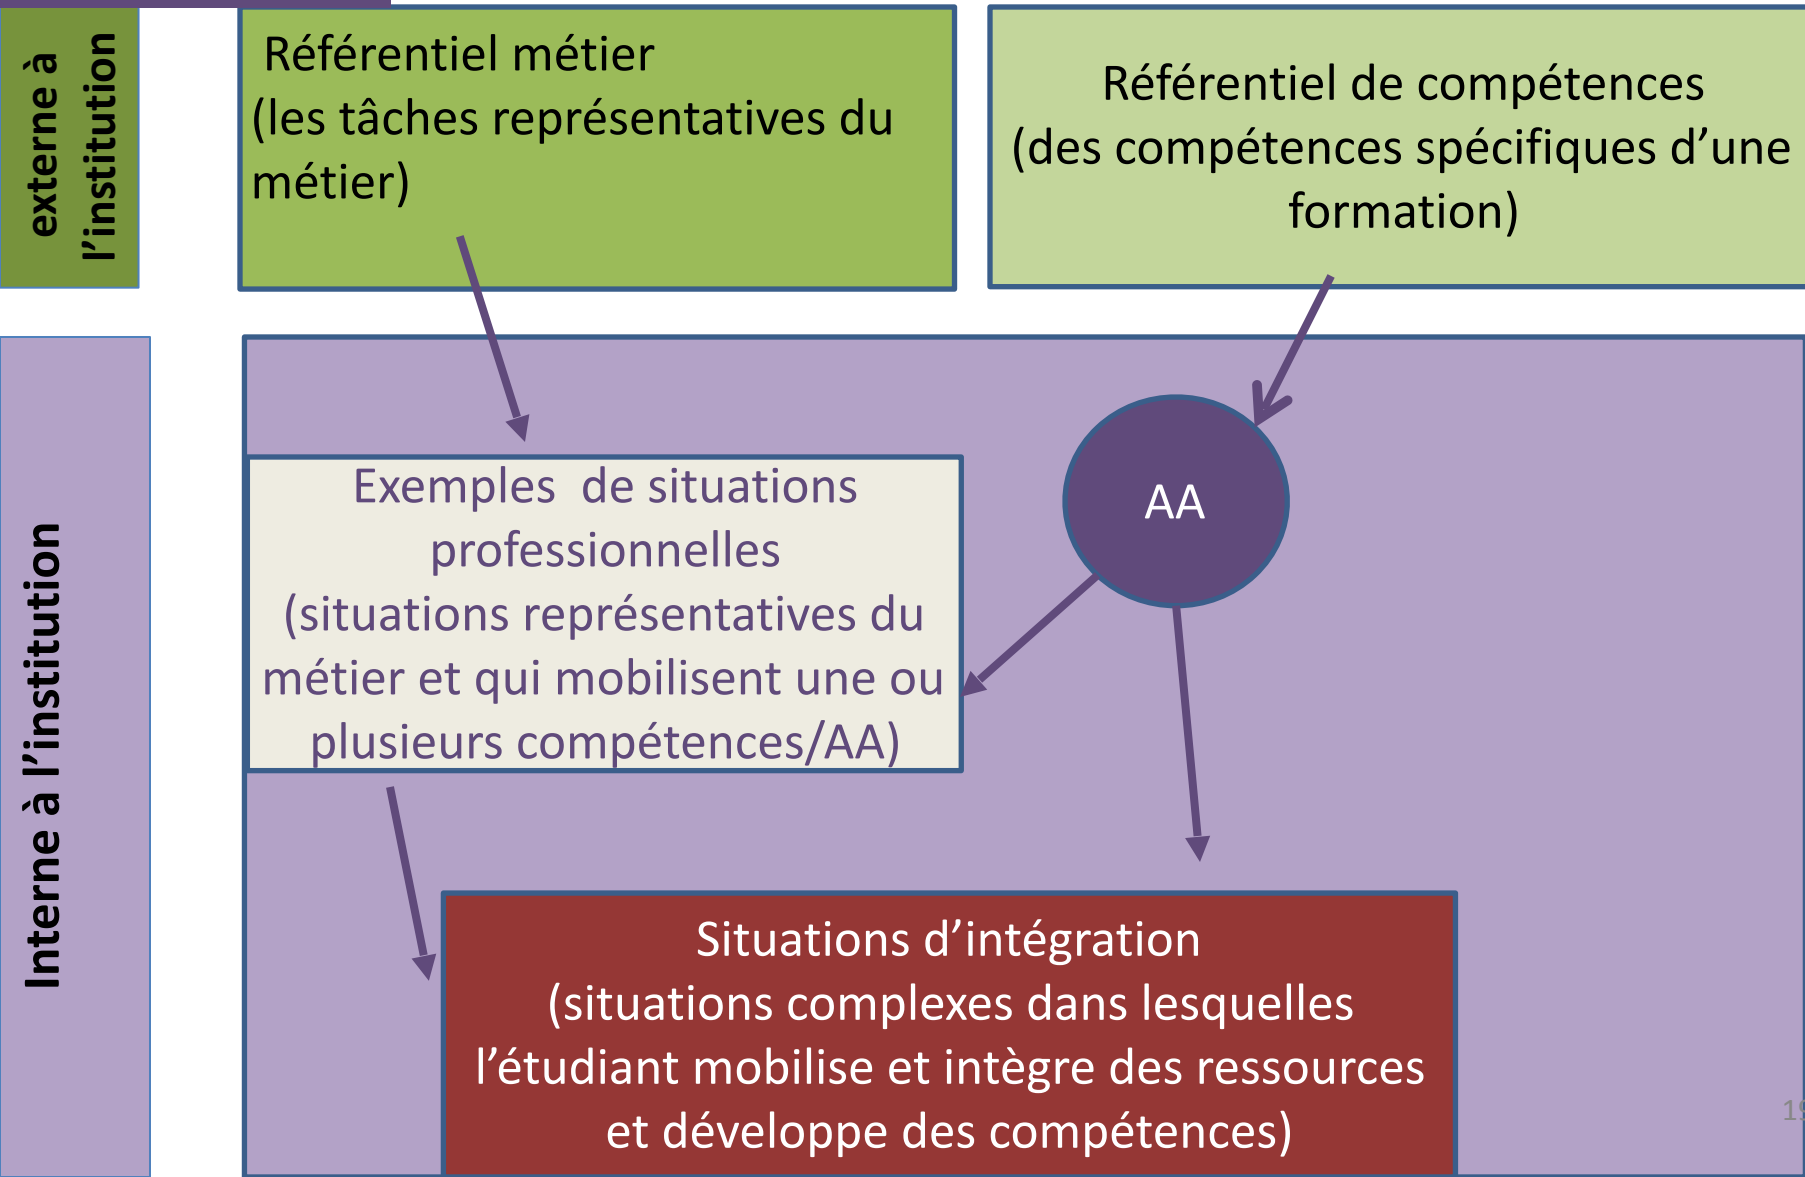 externe à
l’institution
Référentiel métier
(les tâches représentatives du
métier)
Référentiel de compétences
(des compétences spécifiques d’une
formation)
Interne à l’institution
Exemples de situations
professionnelles
(situations représentatives du
métier et qui mobilisent une ou
plusieurs compétences/AA)
AA
Situations d’intégration
(situations complexes dans lesquelles
l’étudiant mobilise et intègre des ressources
et développe des compétences)